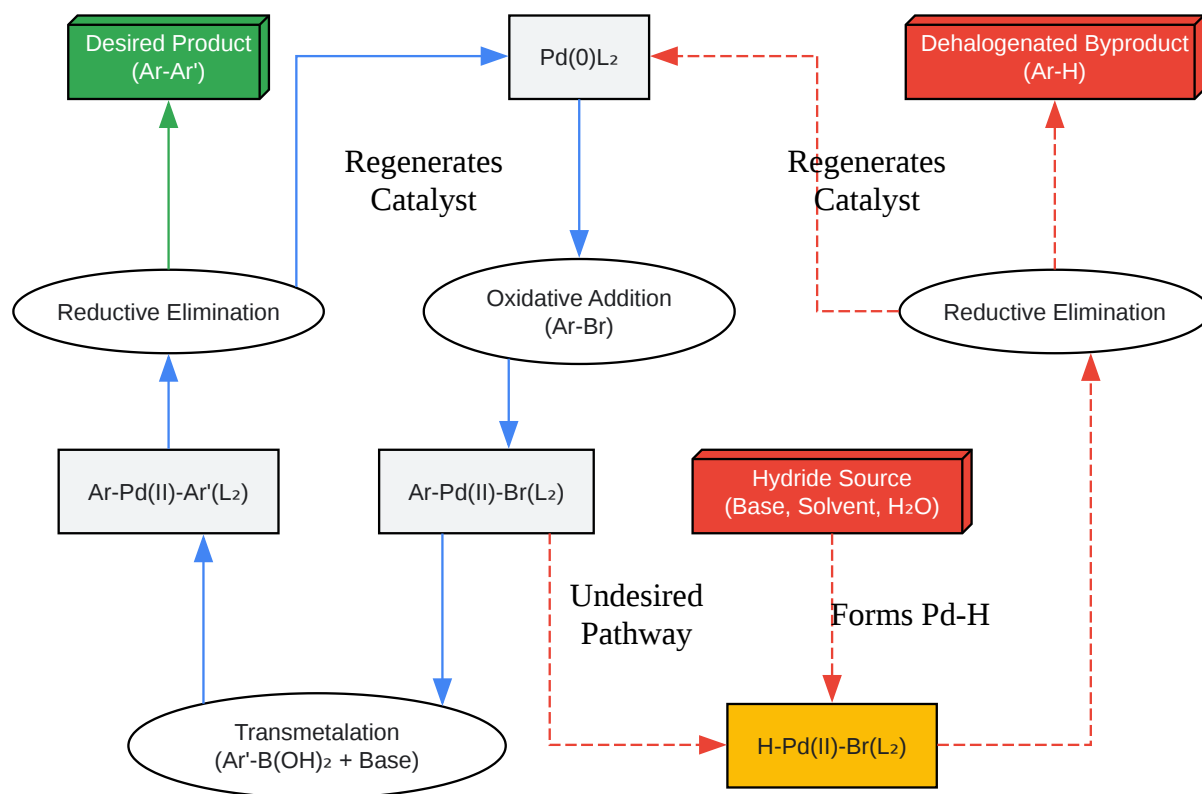 Desired Product
(Ar-Ar')
Pd(0)L₂
Dehalogenated Byproduct
(Ar-H)
Regenerates
Catalyst
Regenerates
Catalyst
Reductive Elimination
Oxidative Addition
(Ar-Br)
Reductive Elimination
Ar-Pd(II)-Ar'(L₂)
Ar-Pd(II)-Br(L₂)
Hydride Source
(Base, Solvent, H₂O)
Undesired
Pathway
Forms Pd-H
Transmetalation
(Ar'-B(OH)₂ + Base)
H-Pd(II)-Br(L₂)